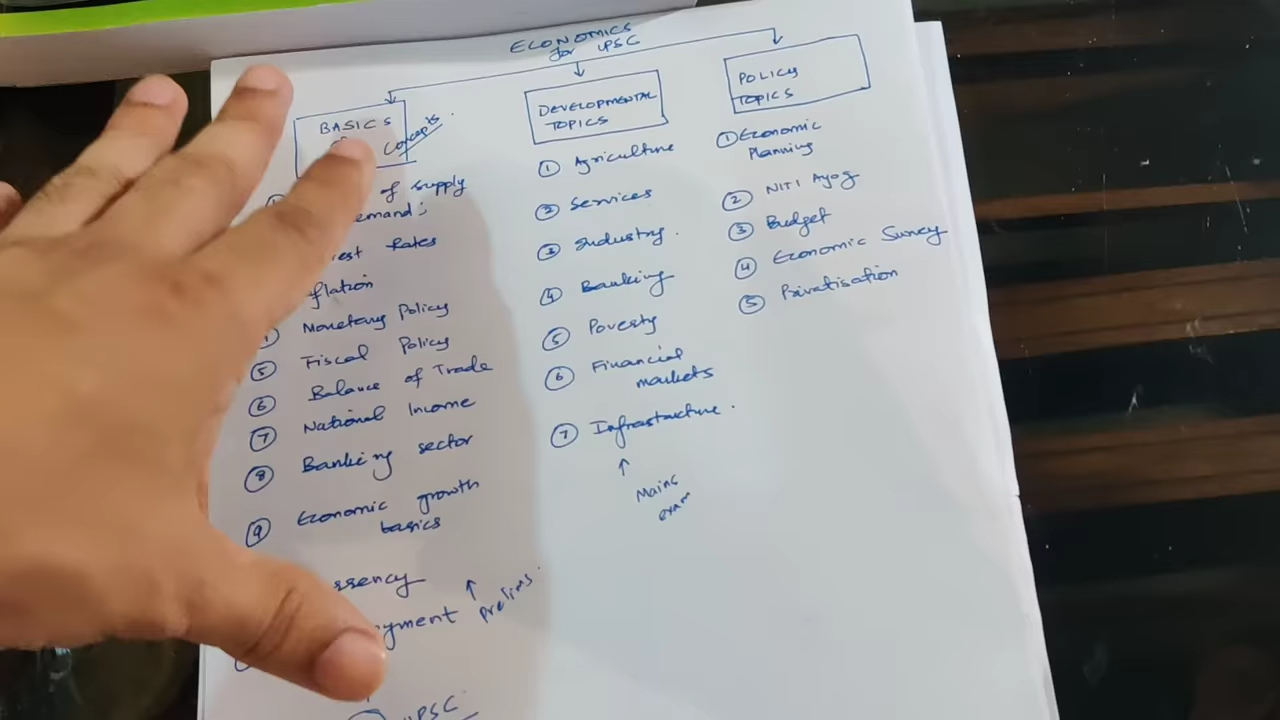 ECONOMICS
for UPSC
BASICS
Concepts
of supply
emand;
rest Rates
flation
Monetary Policy
⑤ Fiscal Policy
⑥ Balance of Trade
⑦ National Income
⑧ Banking sector
⑨ Economic growth
basics
rrency
yment
↑
prelims.
UPSC
DEVELOPMENTAL
TOPICS
① Agriculture
② Services
③ Industry.
④ Banking
⑤ Poverty
⑥ Financial
markets
⑦ Infrastructure.
↑
Mains
exam
POLICY
TOPICS
① Economic
Planning
② NITI Ayog
③ Budget
④ Economic Survey
⑤ Privatisation